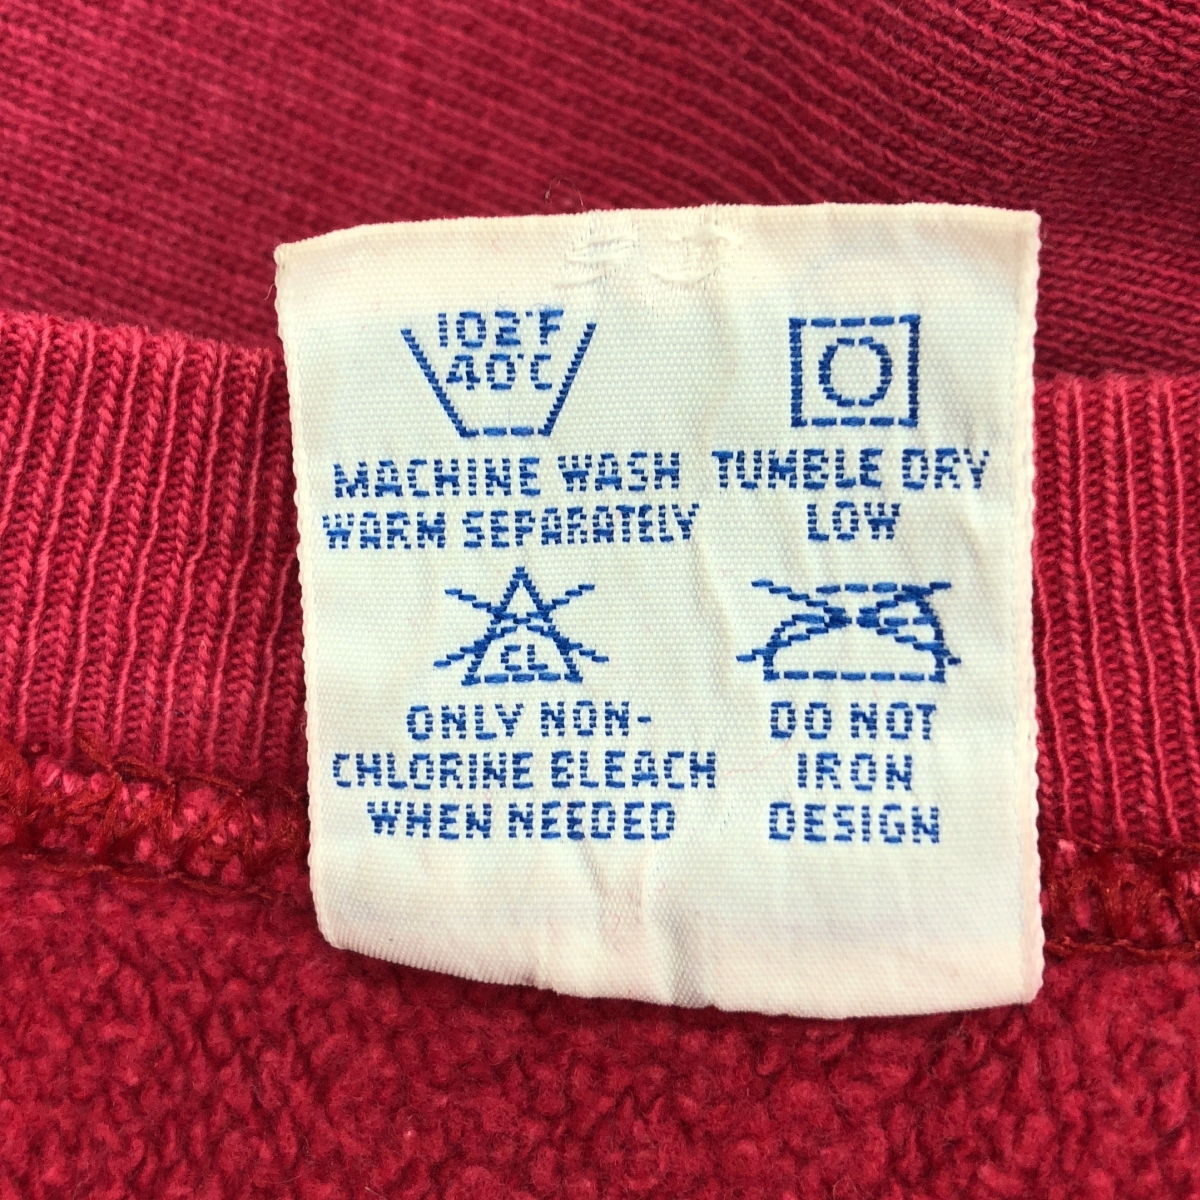 102°F
40°C
MACHINE WASH
WARM SEPARATELY
TUMBLE DRY
LOW
CL
ONLY NON-
CHLORINE BLEACH
WHEN NEEDED
DO NOT
IRON
DESIGN